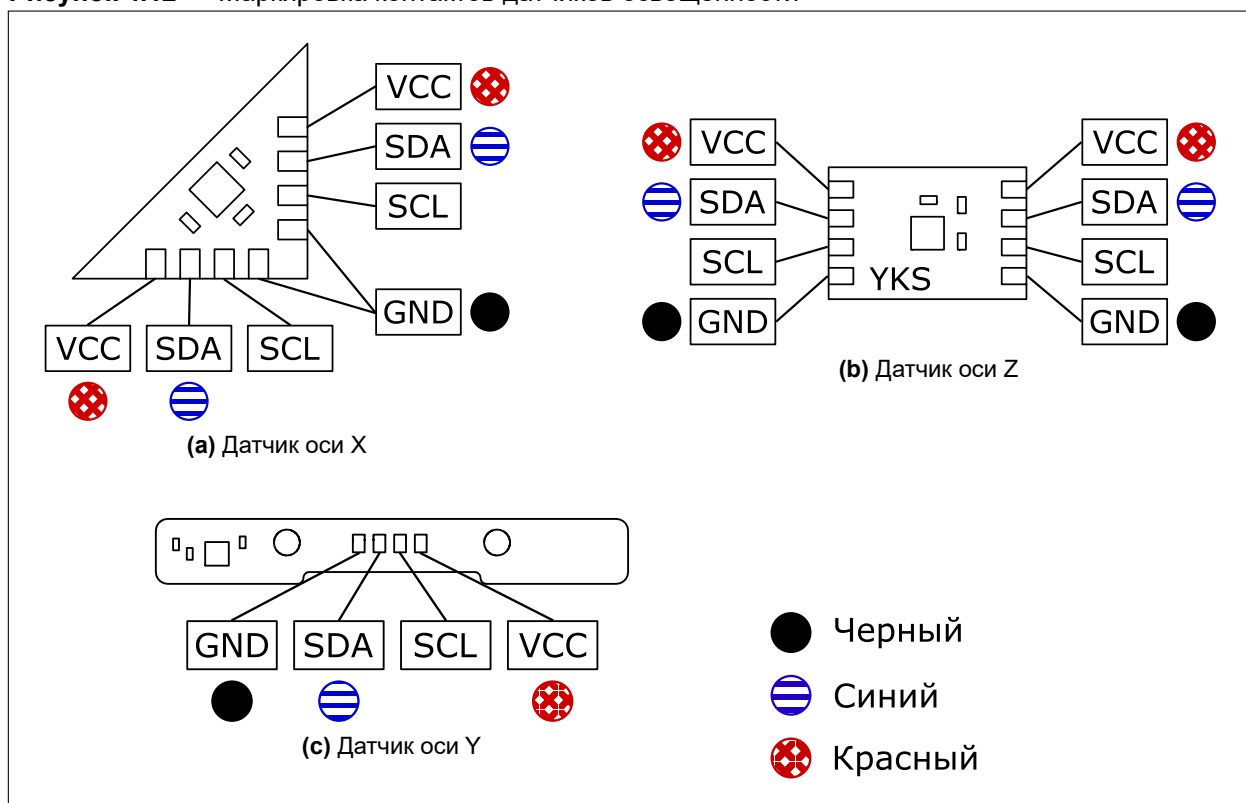 VCC
SDA
SCL
GND
VCC SDA SCL
(a) Датчик оси X
VCC VCC
SDA SDA
SCL SCL
YKS
GND GND
(b) Датчик оси Z
GND SDA SCL VCC
(c) Датчик оси Y
Черный
Синий
Красный